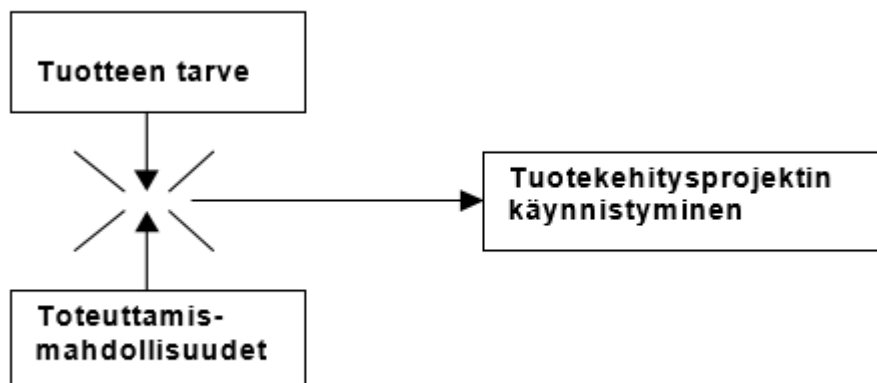 Tuotteen tarve
Tuotekehitysprojektin
käynnistyminen
Toteuttamis-
mahdollisuudet